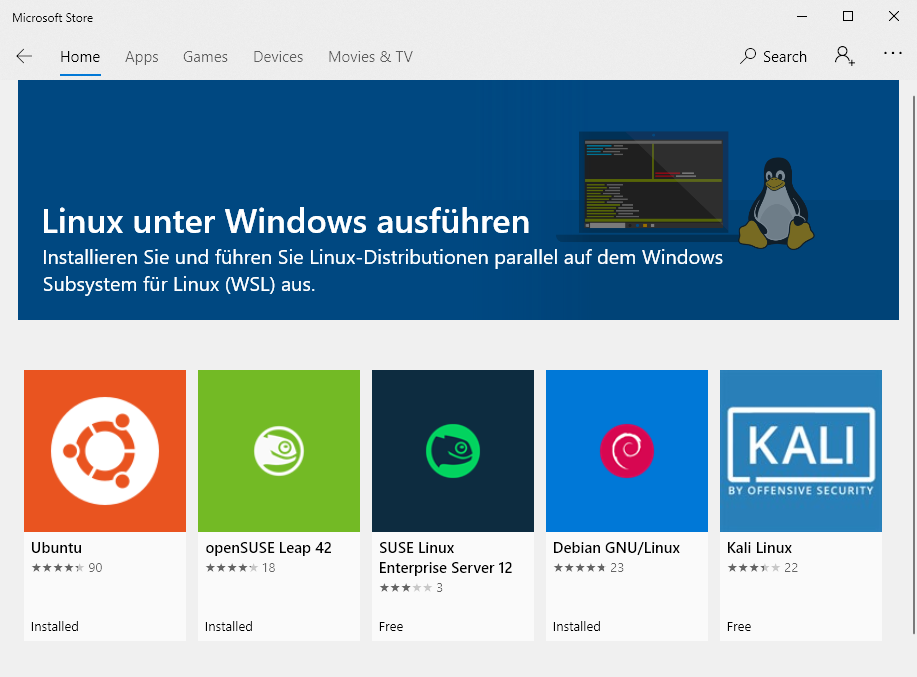 Microsoft Store
Home Apps Games Devices Movies & TV Search
Linux unter Windows ausführen
Installieren Sie und führen Sie Linux-Distributionen parallel auf dem Windows
Subsystem für Linux (WSL) aus.
KALI
BY OFFENSIVE SECURITY
Ubuntu
90
Installed
openSUSE Leap 42
18
Installed
SUSE Linux
Enterprise Server 12
3
Free
Debian GNU/Linux
23
Installed
Kali Linux
22
Free